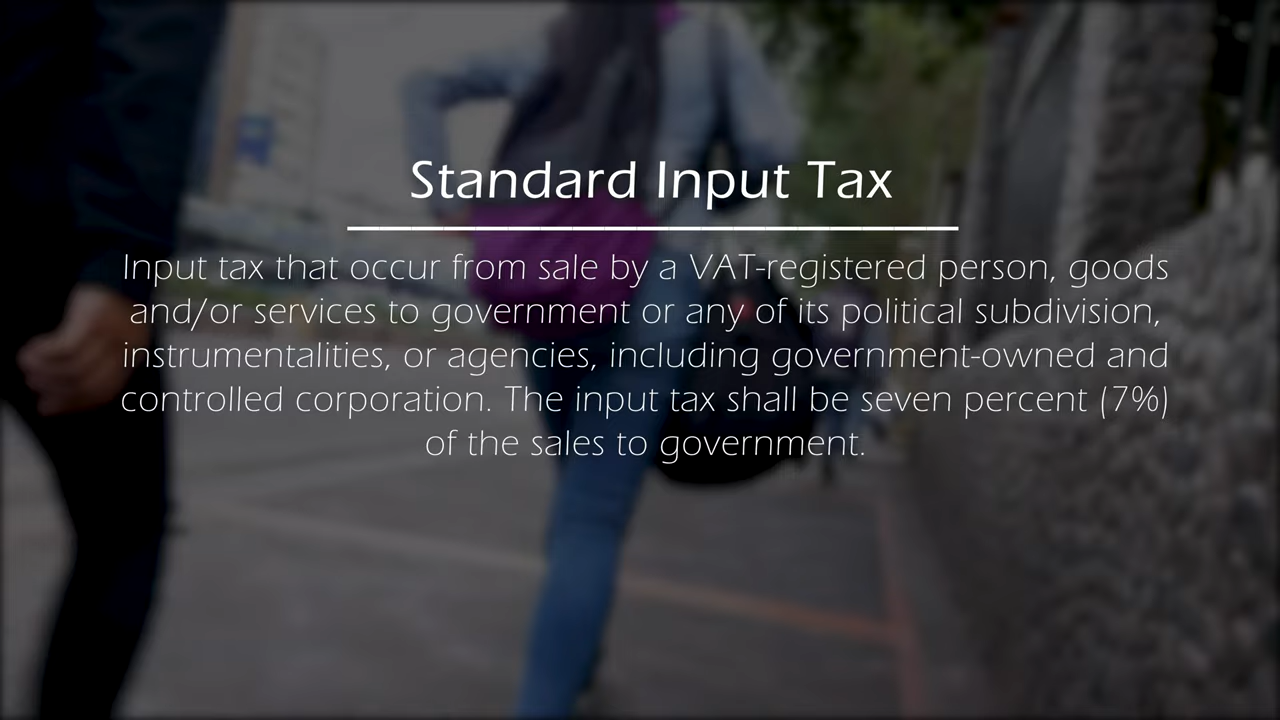 Standard Input Tax
Input tax that occur from sale by a VAT-registered person, goods
and/or services to government or any of its political subdivision,
instrumentalities, or agencies, including government-owned and
controlled corporation. The input tax shall be seven percent (7%)
of the sales to government.